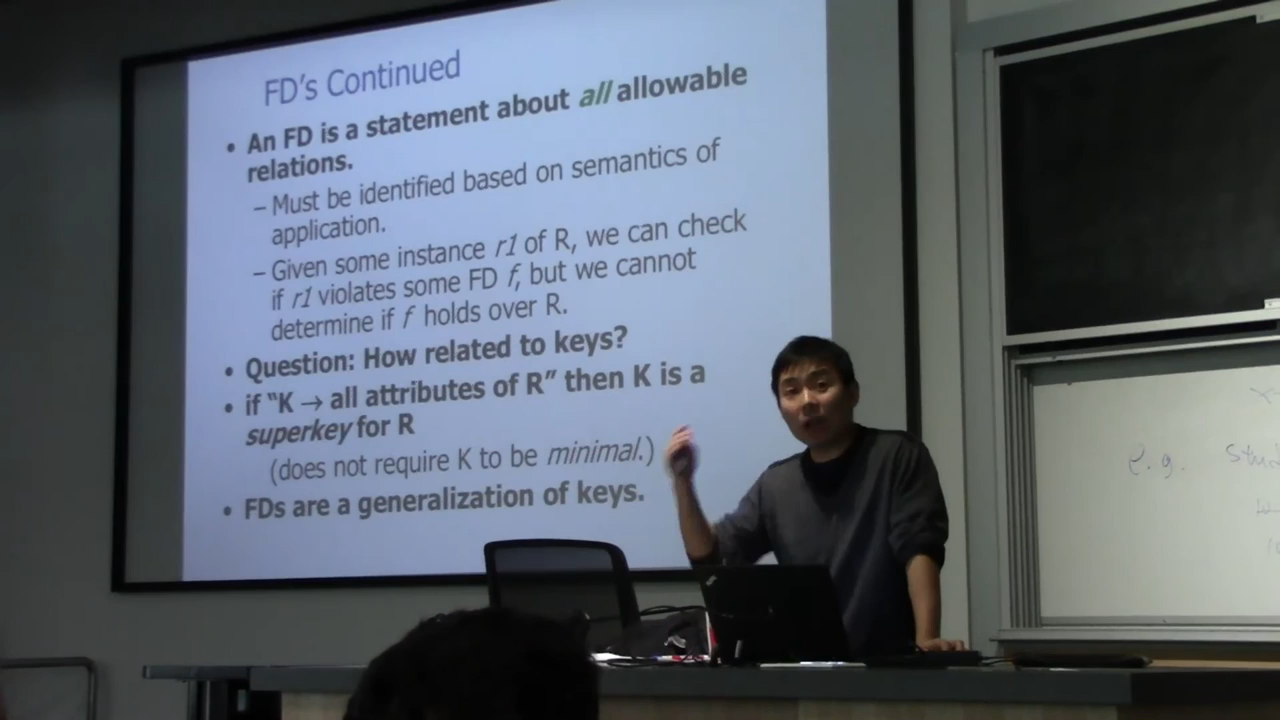 FD's Continued
• An FD is a statement about all allowable
relations.
– Must be identified based on semantics of
application.
– Given some instance r1 of R, we can check
if r1 violates some FD f, but we cannot
determine if f holds over R.
• Question: How related to keys?
• if "K → all attributes of R" then K is a
superkey for R
(does not require K to be minimal.)
• FDs are a generalization of keys.
e.g.